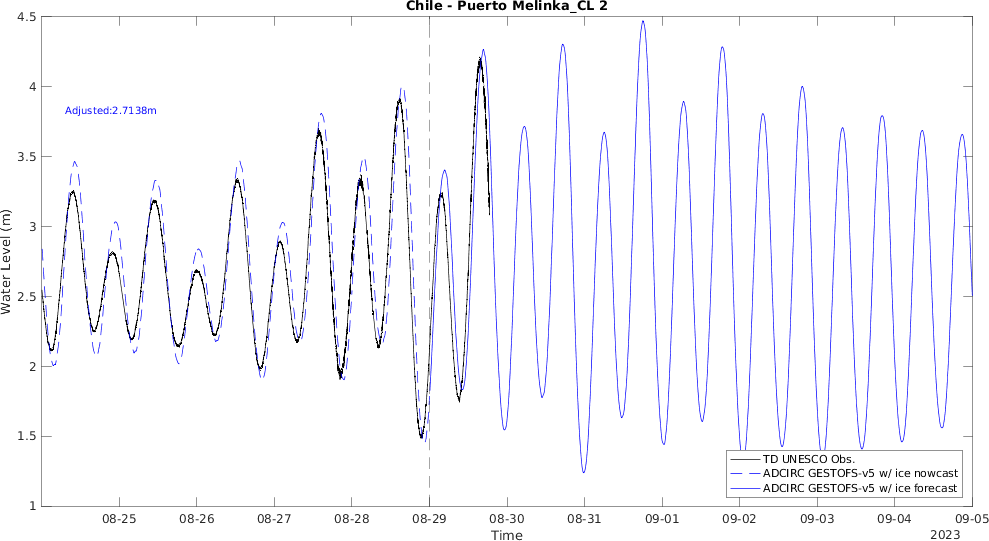 Chile - Puerto Melinka_CL 2
4.5
4
3.5
3
2.5
2
1.5
1
Water Level (m)
Adjusted:2.7138m
TD UNESCO Obs.
ADCIRC GESTOFS-v5 w/ ice nowcast
ADCIRC GESTOFS-v5 w/ ice forecast
08-25 08-26 08-27 08-28 08-29 08-30 08-31 09-01 09-02 09-03 09-04 09-05
Time
2023